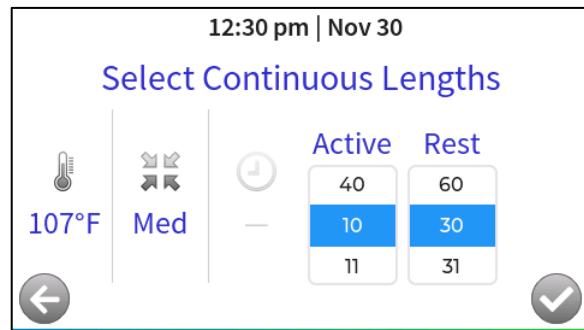 12:30 pm | Nov 30
Select Continuous Lengths
Active Rest
40 60
107°F Med — 10 30
11 31